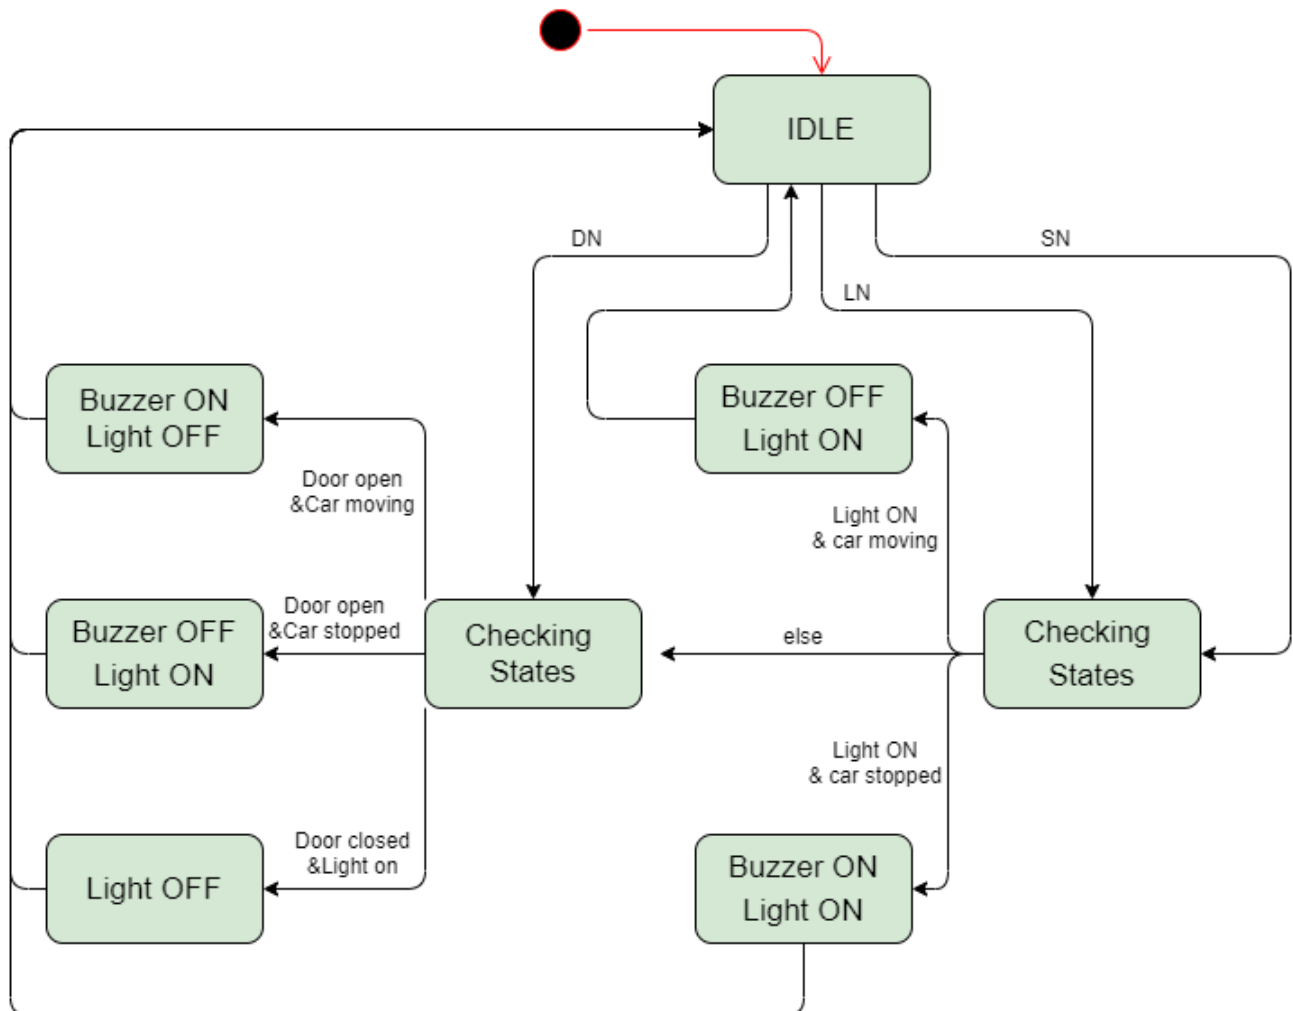 IDLE
DN
SN
LN
Buzzer ON
Light OFF
Buzzer OFF
Light ON
Door open
&Car moving
Light ON
& car moving
Buzzer OFF
Light ON
Door open
&Car stopped
Checking
States
else
Checking
States
Light ON
& car stopped
Light OFF
Door closed
&Light on
Buzzer ON
Light ON